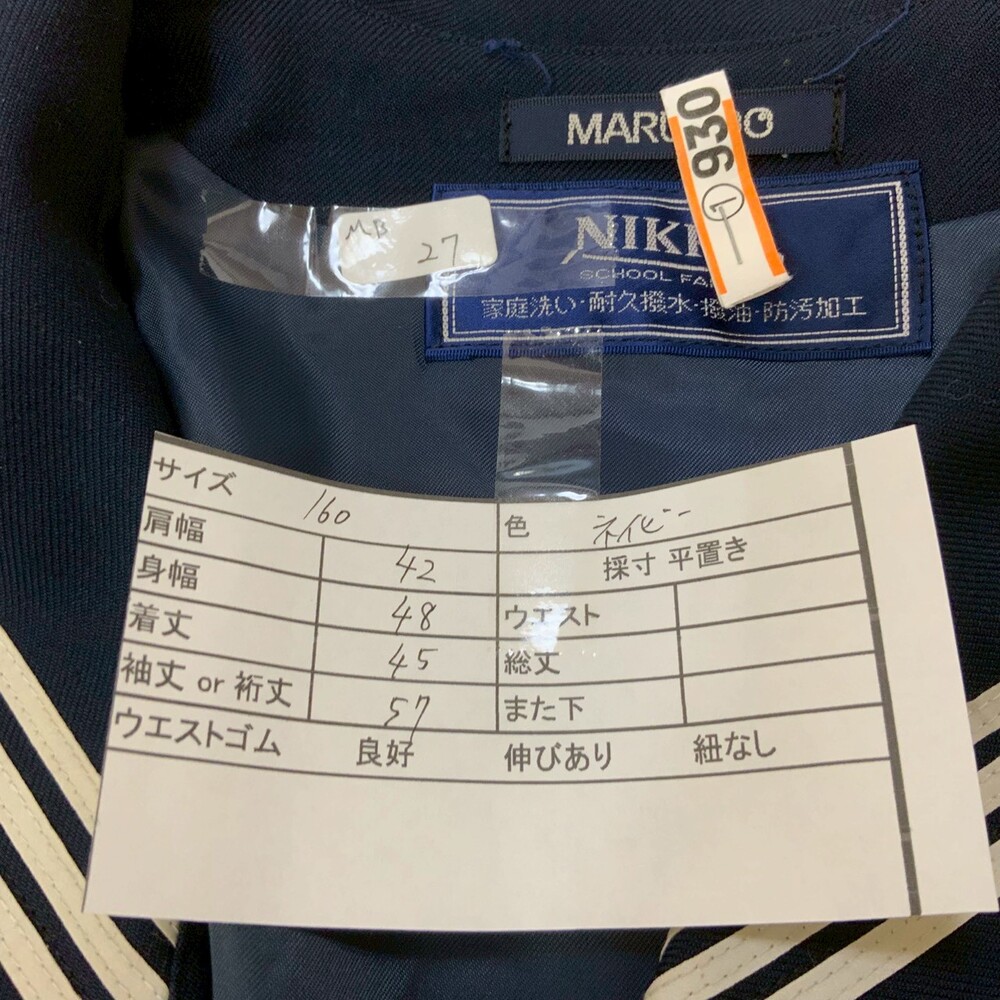 930
1
MB
27
SCHOOL
家庭洗い・耐久撥水・撥油・防汚加工
サイズ 160 色 ネイビー
肩幅 42 採寸 平置き
身幅 48 ウエスト
着丈 45 総丈
袖丈 or 裄丈 57 また下
ウエストゴム 良好 伸びあり 紐なし